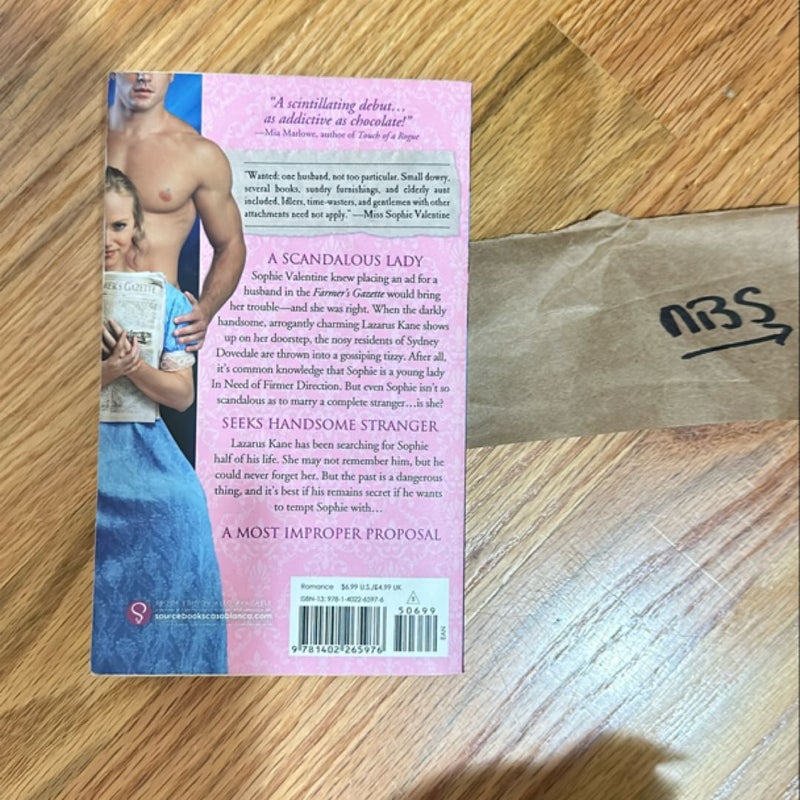 "A scintillating debut…
as addictive as chocolate!"
—Mia Marlowe, author of Touch of a Rogue
"Wanted: one husband, not too particular. Small dowry,
several books, sundry furnishings, and elderly aunt
included. Idlers, time-wasters, and gentlemen with other
attachments need not apply." —Miss Sophie Valentine
A SCANDALOUS LADY
Sophie Valentine knew placing an ad for a
husband in the Farmer's Gazette would bring
her trouble—and she was right. When the darkly
handsome, arrogantly charming Lazarus Kane shows
up on her doorstep, the nosy residents of Sydney
Dovedale are thrown into a gossiping tizzy. After all,
it's common knowledge that Sophie is a young lady
In Need of Firmer Direction. But even Sophie isn't so
scandalous as to marry a complete stranger…is she?
SEEKS HANDSOME STRANGER
Lazarus Kane has been searching for Sophie
half of his life. She may not remember him, but he
could never forget her. But the past is a dangerous
thing, and it's best if his remains secret if he wants
to tempt Sophie with…
A MOST IMPROPER PROPOSAL
Romance $6.99 U.S./£4.99 UK
ISBN-13: 978-1-4022-6597-6
50699
EAN
9 781402 265976
sourcebookscasablanca.com
GAZETTE
NBS